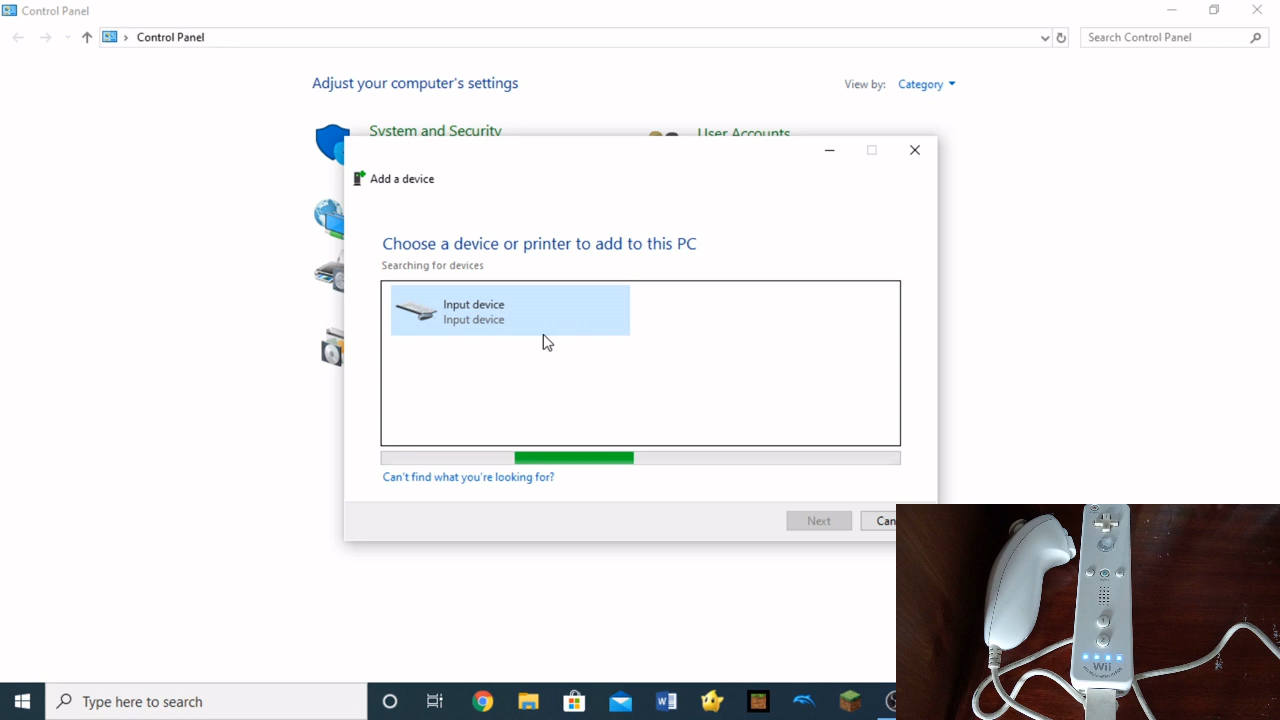 Control Panel
Control Panel
Search Control Panel
Adjust your computer's settings
View by: Category
System and Security
User Accounts
Add a device
Choose a device or printer to add to this PC
Searching for devices
Input device
Input device
Can't find what you're looking for?
Next
Can
Wii
Type here to search